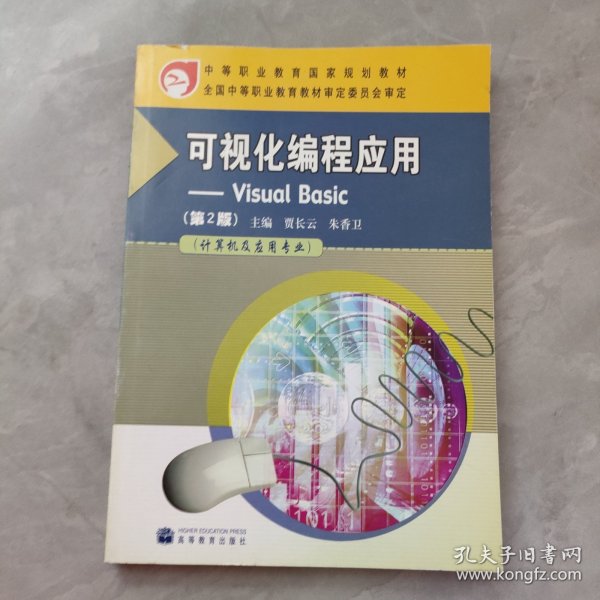 中等职业教育国家规划教材
全国中等职业教育教材审定委员会审定
可视化编程应用
—— Visual Basic
(第2版) 主编 贾长云 朱香卫
(计算机及应用专业)
101
HIGHER EDUCATION PRESS
高等教育出版社
孔夫子旧书网
www.kongfz.com